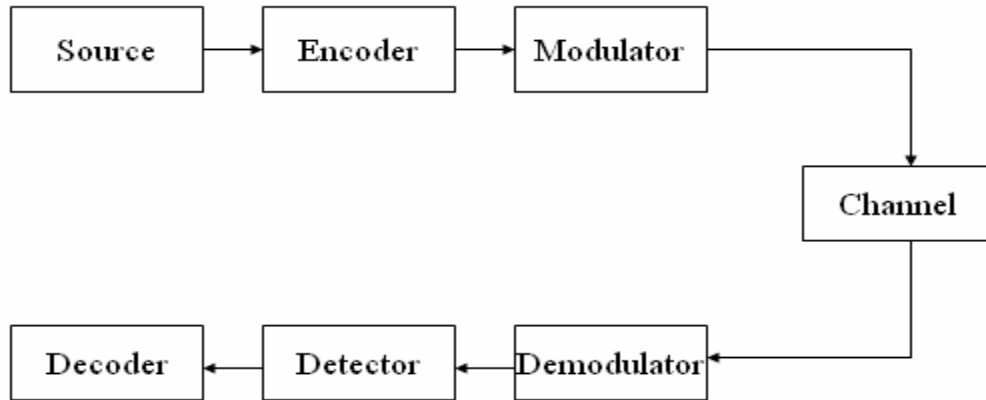 Source
Encoder
Modulator
Channel
Decoder
Detector
Demodulator